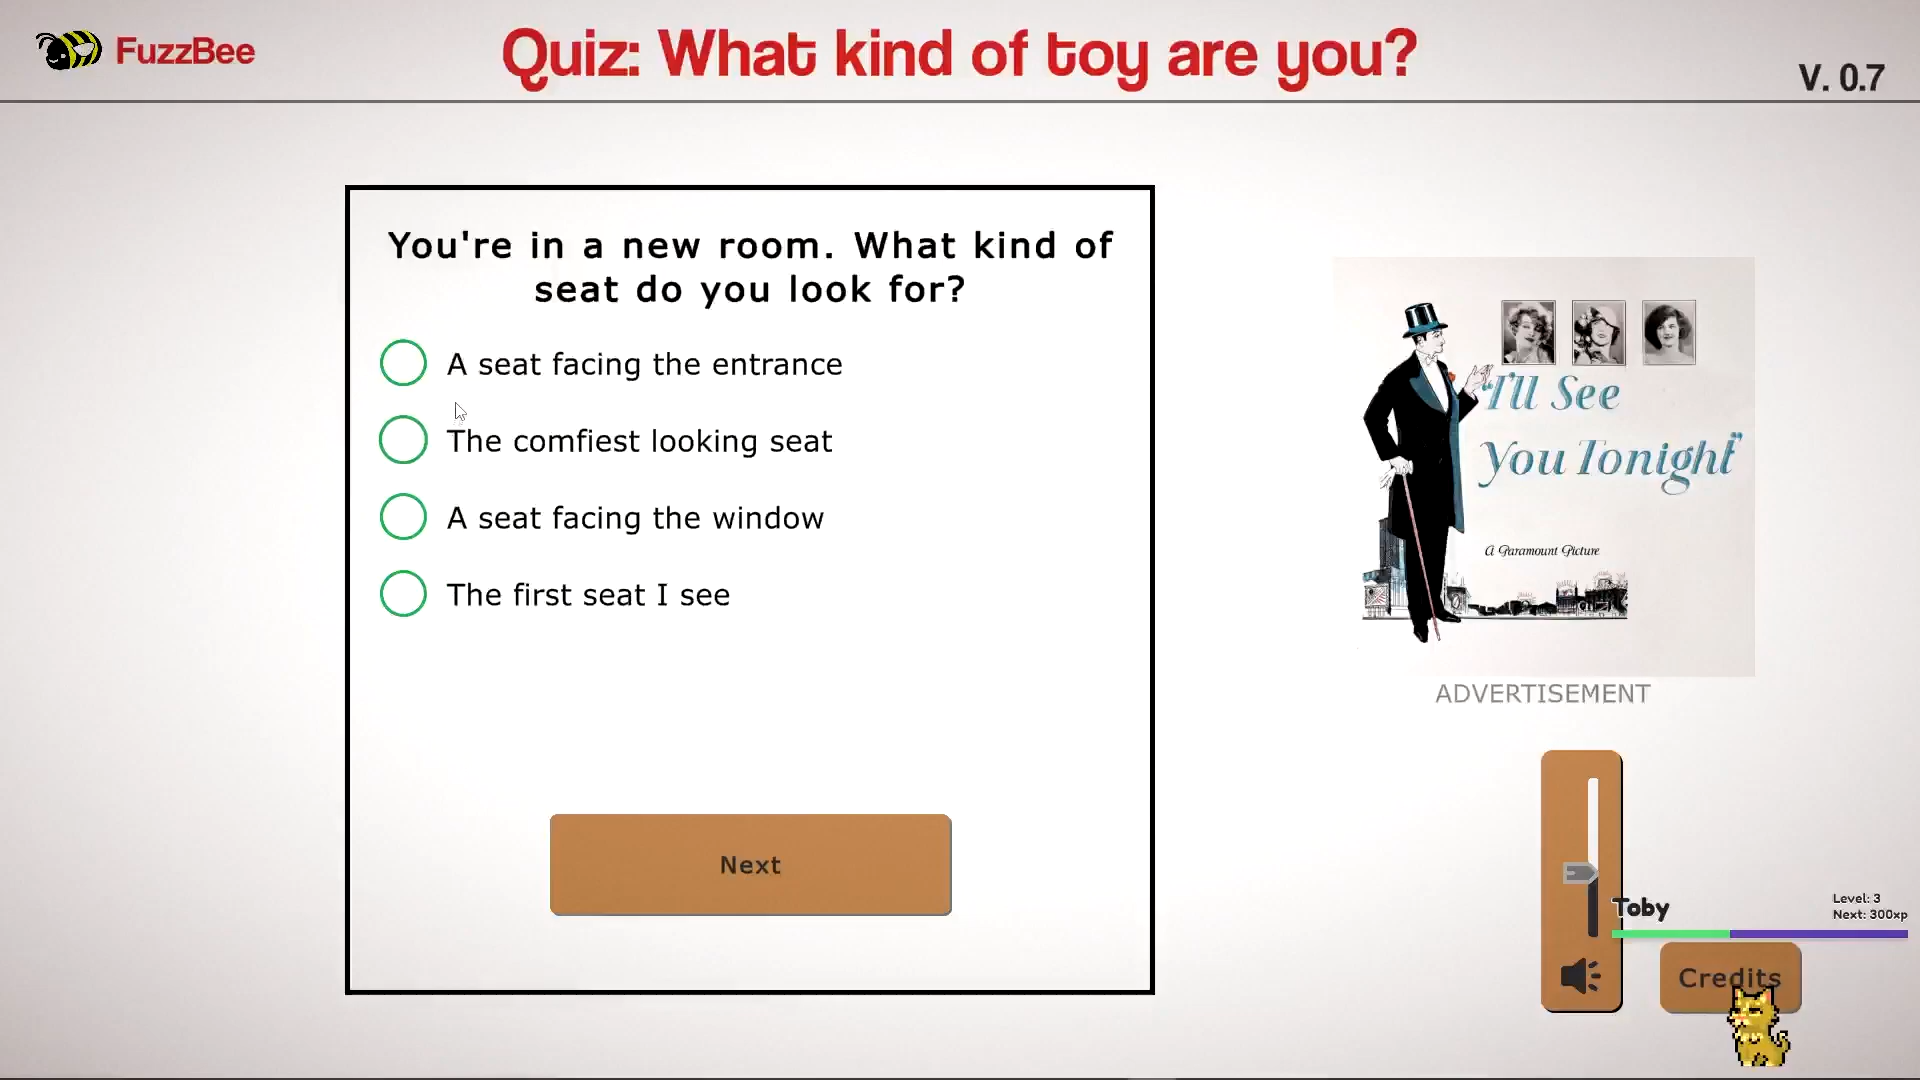 FuzzBee
Quiz: What kind of toy are you?
V. 0.7
You're in a new room. What kind of
seat do you look for?
A seat facing the entrance
The comfiest looking seat
A seat facing the window
The first seat I see
Next
"I'll See
You Tonight"
A Paramount Picture
ADVERTISEMENT
Toby
Level: 3
Next: 300xp
Credits